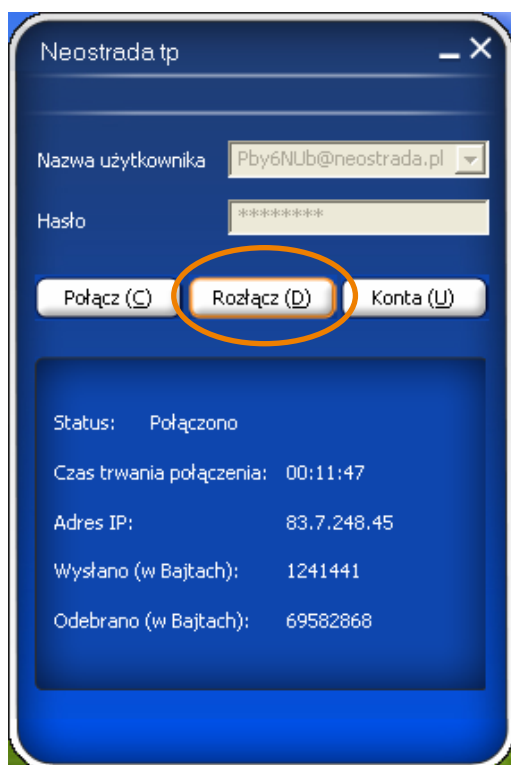 Neostrada tp
Nazwa użytkownika Pby6NUb@neostrada.pl
Hasło ********
Połącz (C) Rozłącz (D) Konta (U)
Status: Połączono
Czas trwania połączenia: 00:11:47
Adres IP: 83.7.248.45
Wysłano (w Bajtach): 1241441
Odebrano (w Bajtach): 69582868